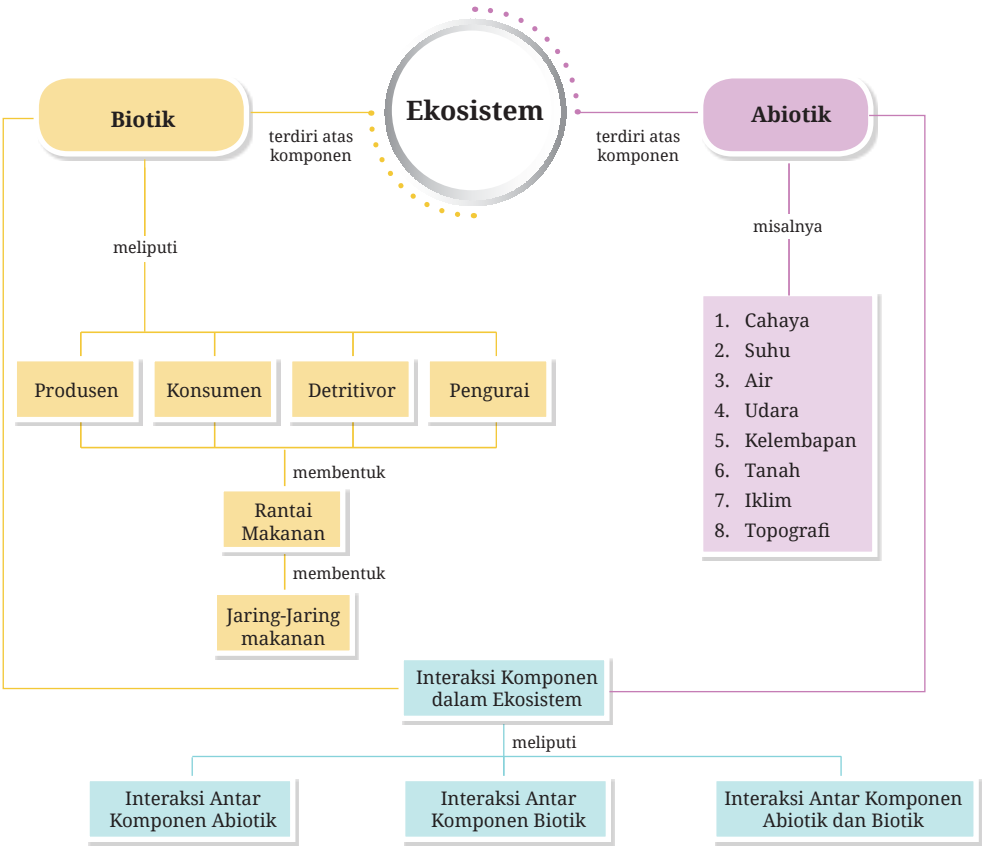 Ekosistem
Biotik
terdiri atas
komponen
terdiri atas
komponen
Abiotik
meliputi
misalnya
Produsen
Konsumen
Detritivor
Pengurai
membentuk
Rantai
Makanan
membentuk
Jaring-Jaring
makanan
1. Cahaya
2. Suhu
3. Air
4. Udara
5. Kelembapan
6. Tanah
7. Iklim
8. Topografi
Interaksi Komponen
dalam Ekosistem
meliputi
Interaksi Antar
Komponen Abiotik
Interaksi Antar
Komponen Biotik
Interaksi Antar Komponen
Abiotik dan Biotik